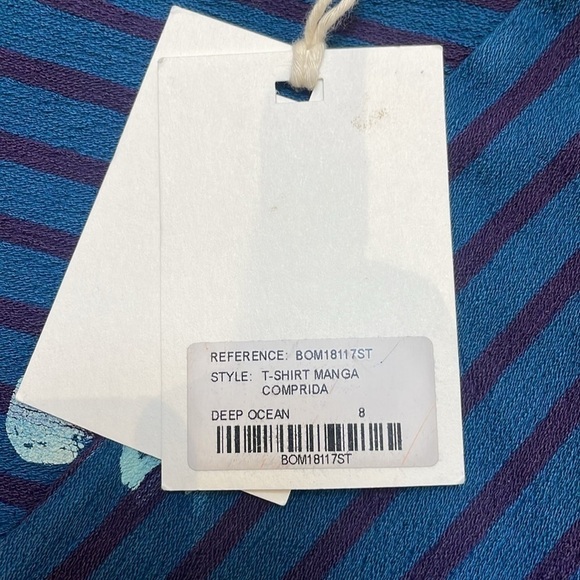 REFERENCE: BOM18117ST
STYLE: T-SHIRT MANGA
COMPRIDA
DEEP OCEAN 8
BOM18117ST